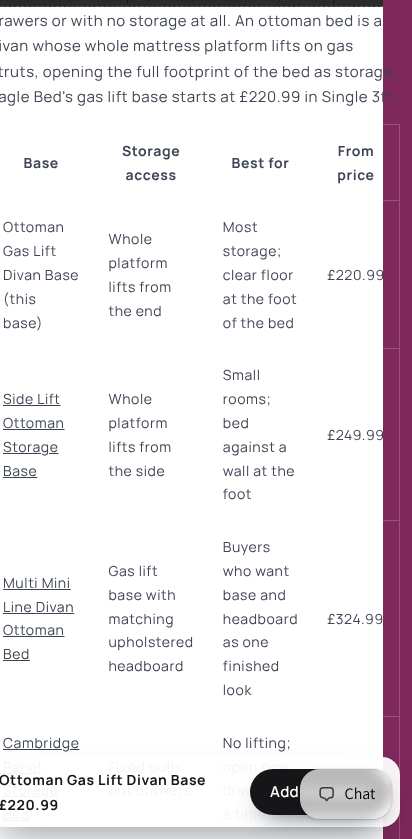 rawers or with no storage at all. An ottoman bed is a
ivan whose whole mattress platform lifts on gas
truts, opening the full footprint of the bed as storag
agle Bed's gas lift base starts at £220.99 in Single 3f
Base
Storage
access
Best for
From
price
Ottoman
Gas Lift
Divan Base
(this
base)
Whole
platform
lifts from
the end
Most
storage;
clear floor
at the foot
of the bed
£220.99
Side Lift
Ottoman
Storage
Base
Whole
platform
lifts from
the side
Small
rooms;
bed
against a
wall at the
foot
£249.99
Multi Mini
Line Divan
Ottoman
Bed
Gas lift
base with
matching
upholstered
headboard
Buyers
who want
base and
headboard
as one
finished
look
£324.99
Cambridge
No lifting;
Ottoman Gas Lift Divan Base
£220.99
Add
Chat